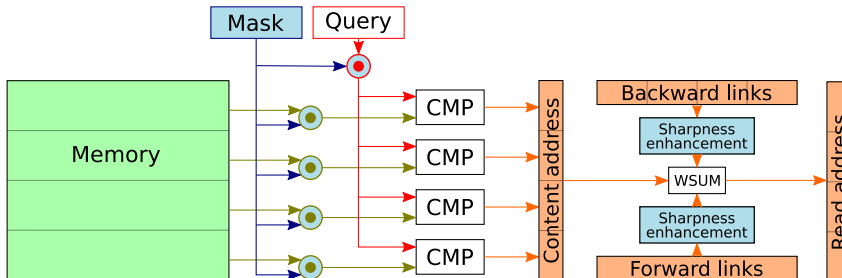 Mask
Query
Memory
CMP
CMP
CMP
CMP
Content address
Backward links
Sharpness
enhancement
WSUM
Sharpness
enhancement
Forward links
Read address